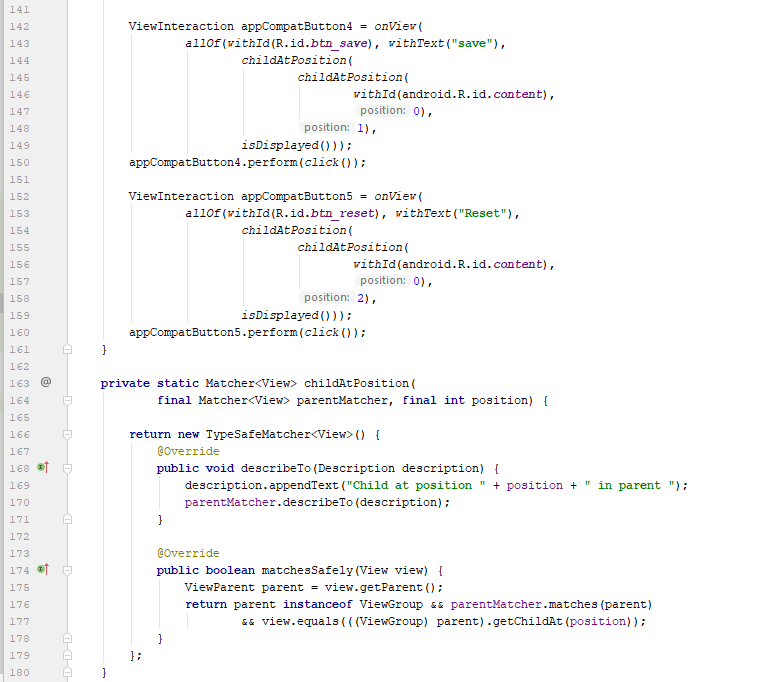 141
142 ViewInteraction appCompatButton4 = onView(
143 allOf(withId(R.id.btn_save), withText("save"),
144 childAtPosition(
145 childAtPosition(
146 withId(android.R.id.content),
147 position: 0),
148 position: 1),
149 isDisplayed()));
150 appCompatButton4.perform(click());
151
152 ViewInteraction appCompatButton5 = onView(
153 allOf(withId(R.id.btn_reset), withText("Reset"),
154 childAtPosition(
155 childAtPosition(
156 withId(android.R.id.content),
157 position: 0),
158 position: 2),
159 isDisplayed()));
160 appCompatButton5.perform(click());
161 }
162
163 @ private static Matcher<View> childAtPosition(
164 final Matcher<View> parentMatcher, final int position) {
165
166 return new TypeSafeMatcher<View>() {
167 @Override
168 public void describeTo(Description description) {
169 description.appendText("Child at position " + position + " in parent ");
170 parentMatcher.describeTo(description);
171 }
172
173 @Override
174 public boolean matchesSafely(View view) {
175 ViewParent parent = view.getParent();
176 return parent instanceof ViewGroup && parentMatcher.matches(parent)
177 && view.equals(((ViewGroup) parent).getChildAt(position));
178 }
179 };
180 }